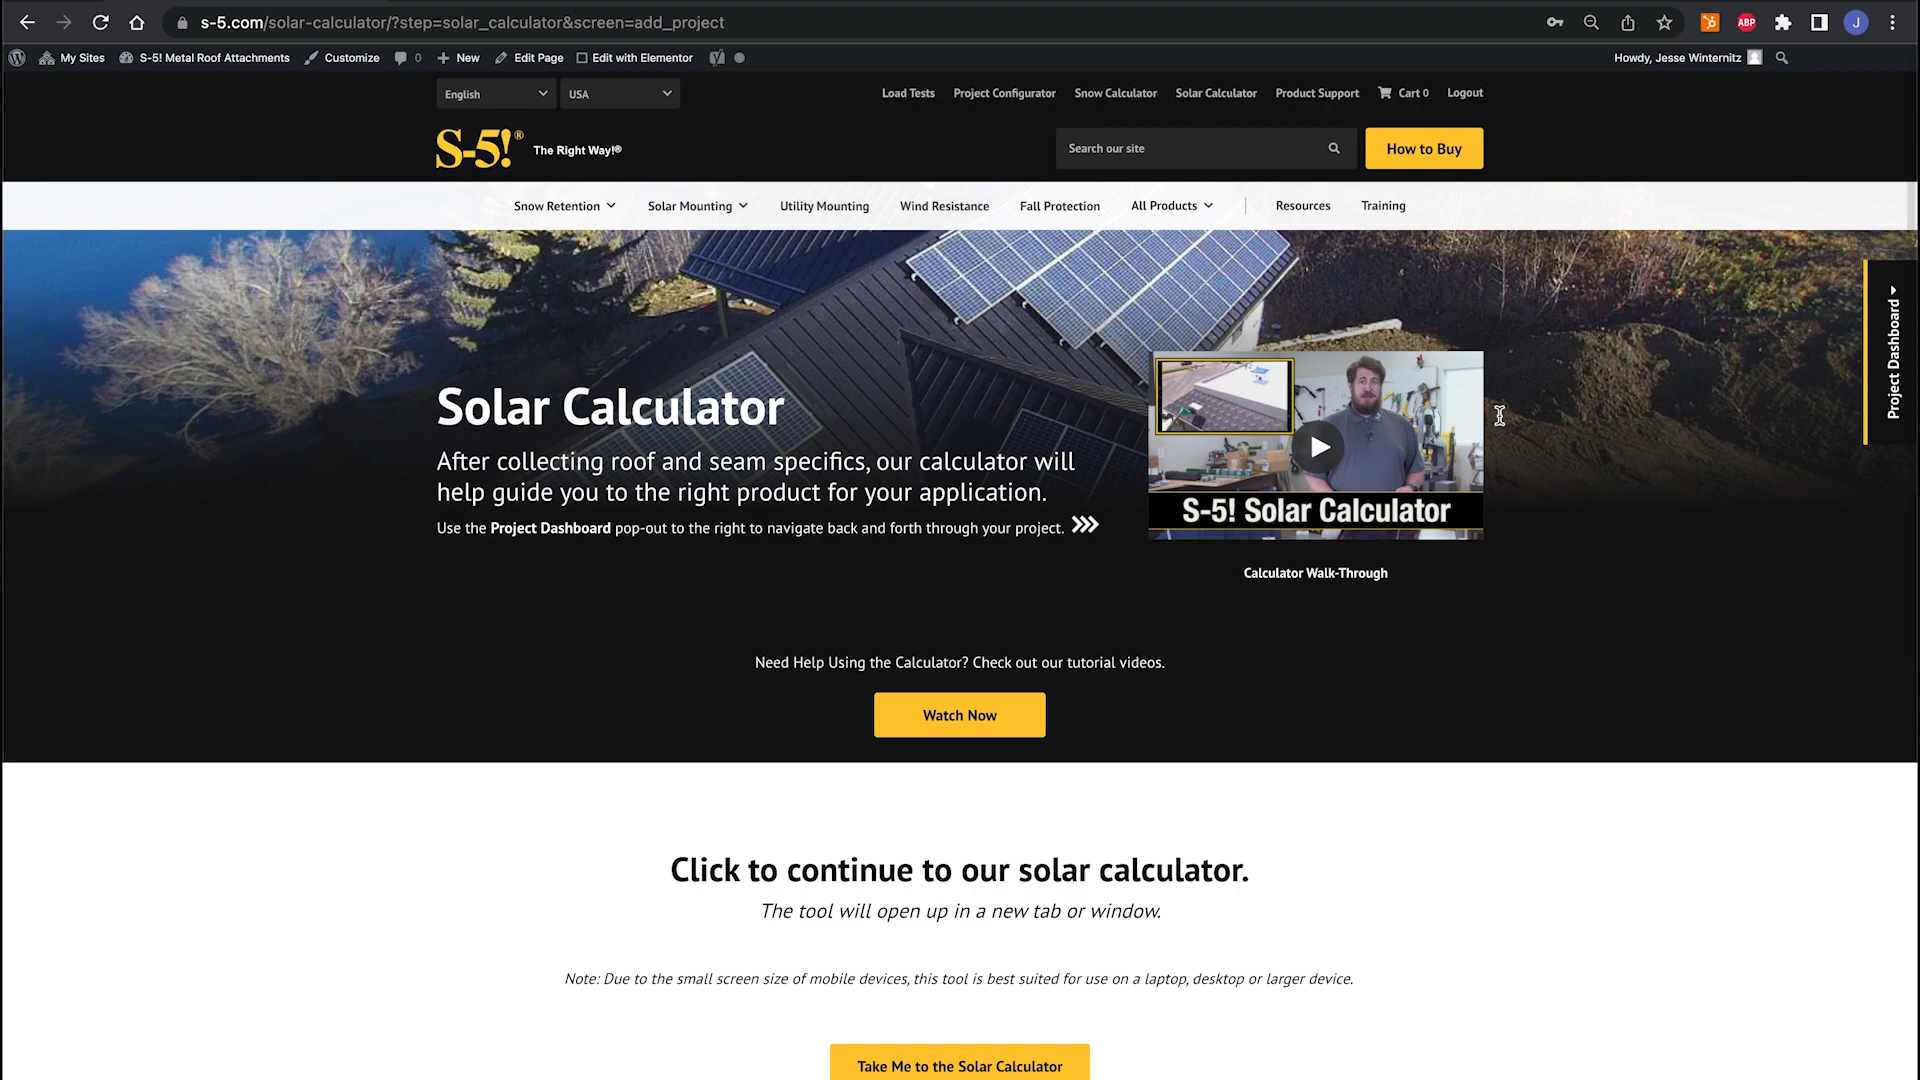 s-5.com/solar-calculator/?step=solar_calculator&screen=add_project
ABP
J
My Sites
S-5! Metal Roof Attachments
Customize
0
New
Edit Page
Edit with Elementor
Howdy, Jesse Winternitz
English
USA
Load Tests
Project Configurator
Snow Calculator
Solar Calculator
Product Support
Cart 0
Logout
S-5!®
The Right Way!®
Search our site
How to Buy
Snow Retention
Solar Mounting
Utility Mounting
Wind Resistance
Fall Protection
All Products
Resources
Training
Project Dashboard
Solar Calculator
After collecting roof and seam specifics, our calculator will
help guide you to the right product for your application.
Use the Project Dashboard pop-out to the right to navigate back and forth through your project.
S-5! Solar Calculator
Calculator Walk-Through
Need Help Using the Calculator? Check out our tutorial videos.
Watch Now
Click to continue to our solar calculator.
The tool will open up in a new tab or window.
Note: Due to the small screen size of mobile devices, this tool is best suited for use on a laptop, desktop or larger device.
Take Me to the Solar Calculator